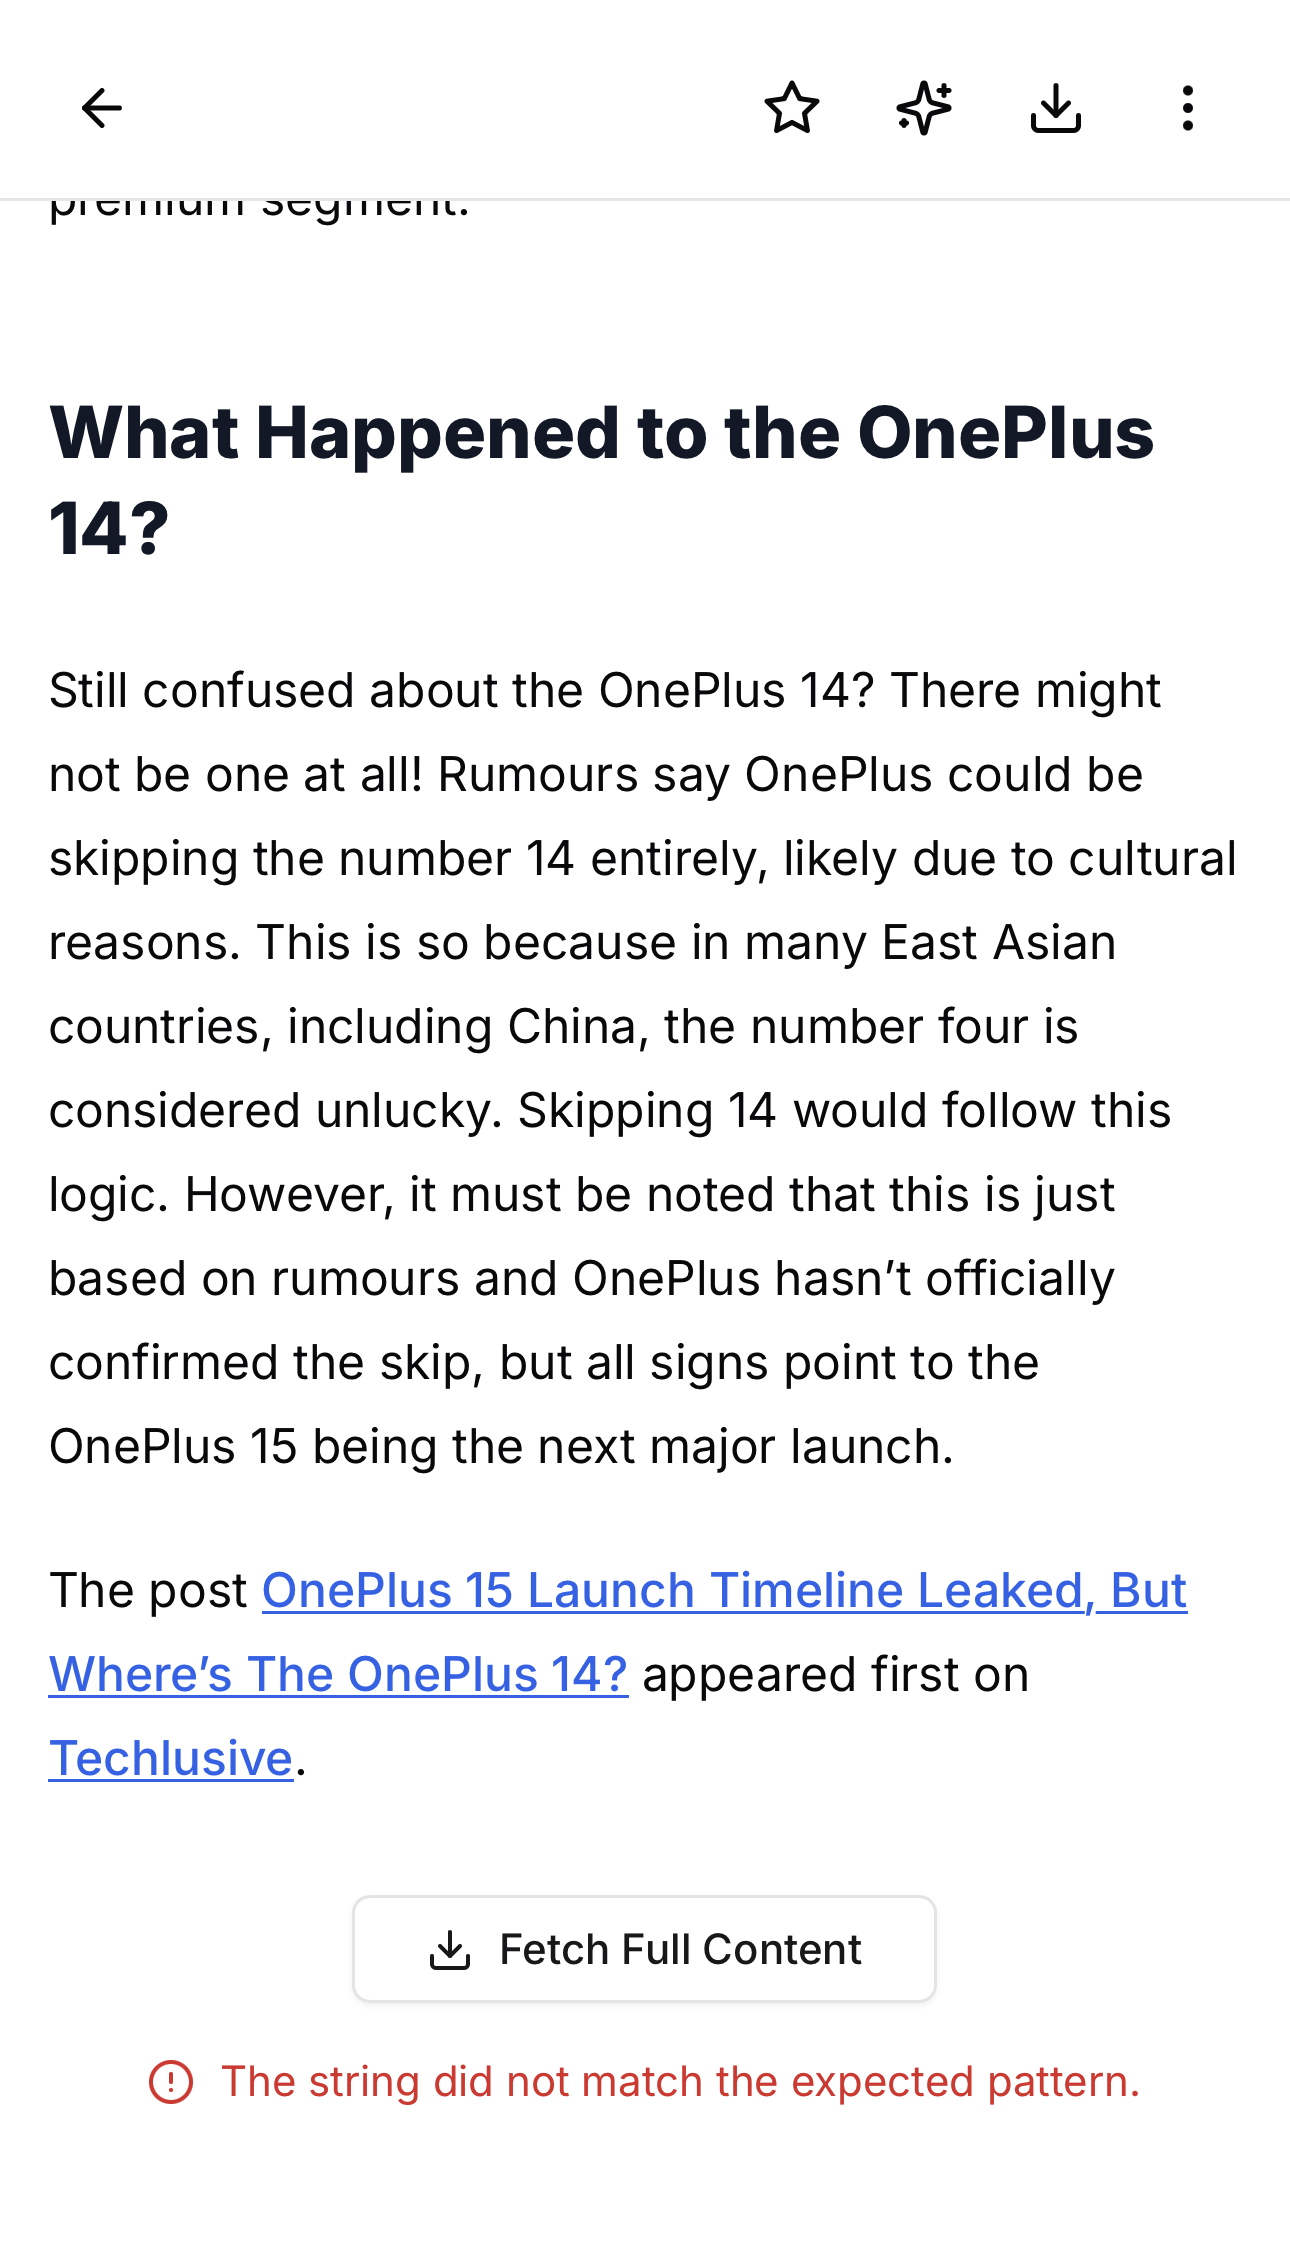 premium segment.
What Happened to the OnePlus
14?
Still confused about the OnePlus 14? There might
not be one at all! Rumours say OnePlus could be
skipping the number 14 entirely, likely due to cultural
reasons. This is so because in many East Asian
countries, including China, the number four is
considered unlucky. Skipping 14 would follow this
logic. However, it must be noted that this is just
based on rumours and OnePlus hasn’t officially
confirmed the skip, but all signs point to the
OnePlus 15 being the next major launch.
The post OnePlus 15 Launch Timeline Leaked, But
Where’s The OnePlus 14? appeared first on
Techlusive.
Fetch Full Content
The string did not match the expected pattern.